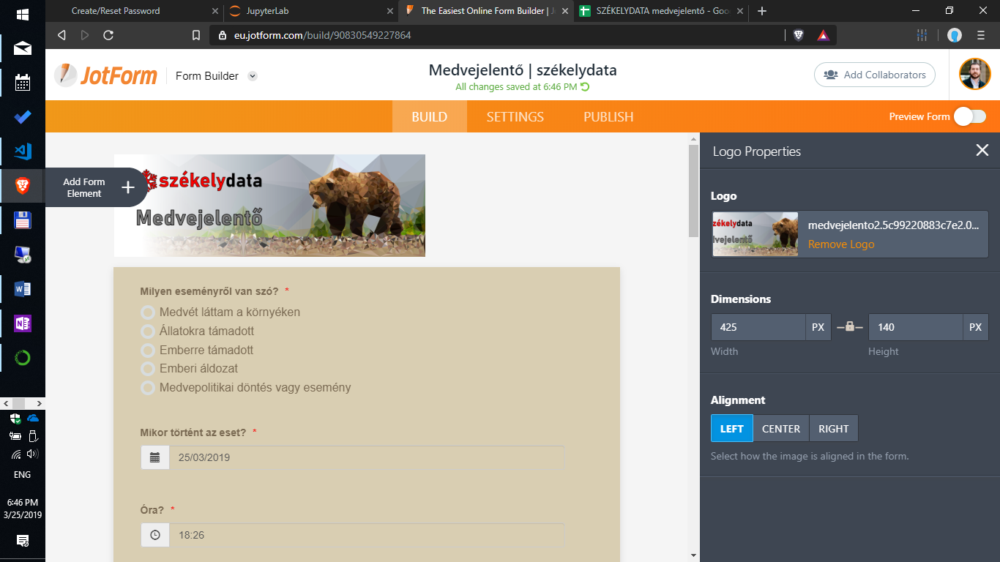 Create/Reset Password
JupyterLab
The Easiest Online Form Builder | J
SZÉKELYDATA medvejelentő - Goo
eu.jotform.com/build/90830549227864
JotForm
Form Builder
Medvejelentő | székelydata
All changes saved at 6:46 PM
Add Collaborators
BUILD
SETTINGS
PUBLISH
Preview Form
Add Form
Element
székelydata
Medvejelentő
Milyen eseményről van szó? *
Medvét láttam a környéken
Állatokra támadott
Emberre támadott
Emberi áldozat
Medvepolitikai döntés vagy esemény
Mikor történt az eset? *
25/03/2019
Óra? *
18:26
Logo Properties
Logo
zékelydata
dvejelentő
medvejelento2.5c99220883c7e2.0...
Remove Logo
Dimensions
425 PX
140 PX
Width
Height
Alignment
LEFT
CENTER
RIGHT
Select how the image is aligned in the form.
ENG
6:46 PM
3/25/2019